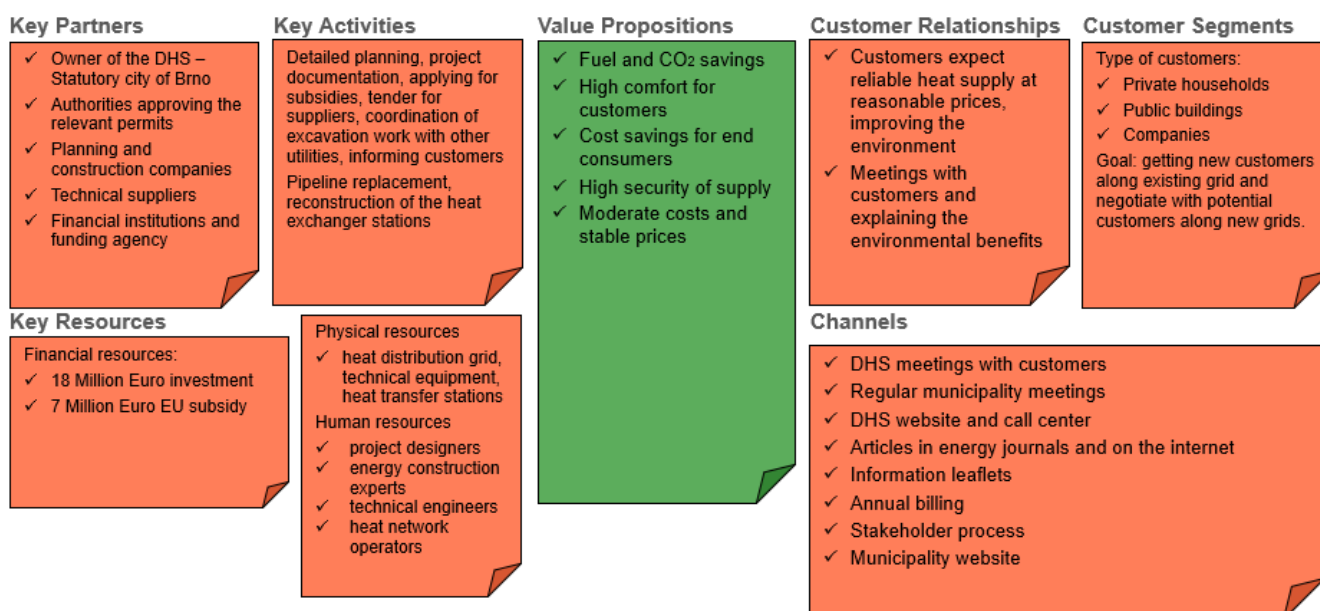 Key Partners
Owner of the DHS –
Statutory city of Brno
Authorities approving the
relevant permits
Planning and
construction companies
Technical suppliers
Financial institutions and
funding agency
Key Activities
Detailed planning, project
documentation, applying for
subsidies, tender for
suppliers, coordination of
excavation work with other
utilities, informing customers
Pipeline replacement,
reconstruction of the heat
exchanger stations
Value Propositions
Fuel and CO2 savings
High comfort for
customers
Cost savings for end
consumers
High security of supply
Moderate costs and
stable prices
Customer Relationships
Customers expect
reliable heat supply at
reasonable prices,
improving the
environment
Meetings with
customers and
explaining the
environmental benefits
Customer Segments
Type of customers:
Private households
Public buildings
Companies
Goal: getting new customers
along existing grid and
negotiate with potential
customers along new grids.
Key Resources
Financial resources:
18 Million Euro investment
7 Million Euro EU subsidy
Physical resources
heat distribution grid,
technical equipment,
heat transfer stations
Human resources
project designers
energy construction
experts
technical engineers
heat network
operators
Channels
DHS meetings with customers
Regular municipality meetings
DHS website and call center
Articles in energy journals and on the internet
Information leaflets
Annual billing
Stakeholder process
Municipality website